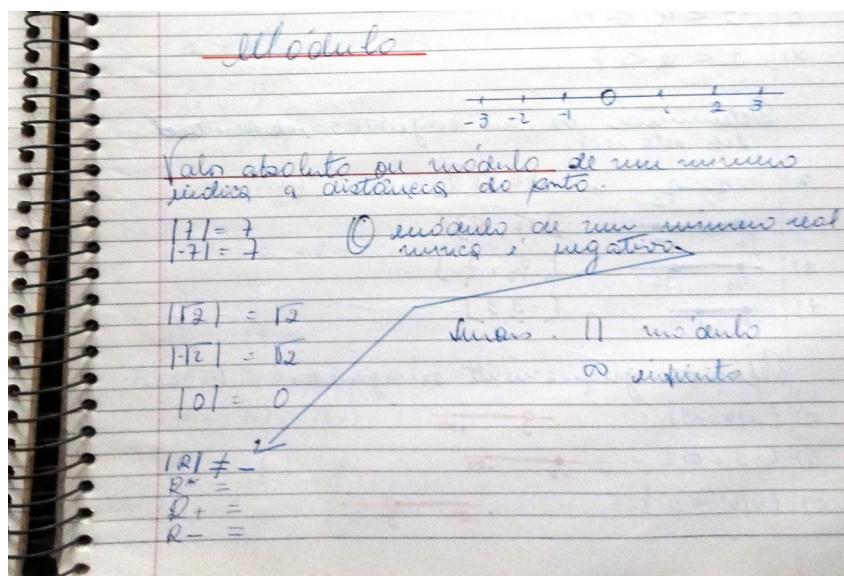 Módulo
-3 -2 -1 0 1 2 3
Valor absoluto ou módulo de um número
indica a distância do ponto.
|7| = 7
|-7| = 7
O módulo de um número real
nunca é negativo.
|√2| = √2
|-√2| = √2
Sinais: || módulo
∞ infinito
|0| = 0
|R| ≠ -
R* =
R+ =
R- =